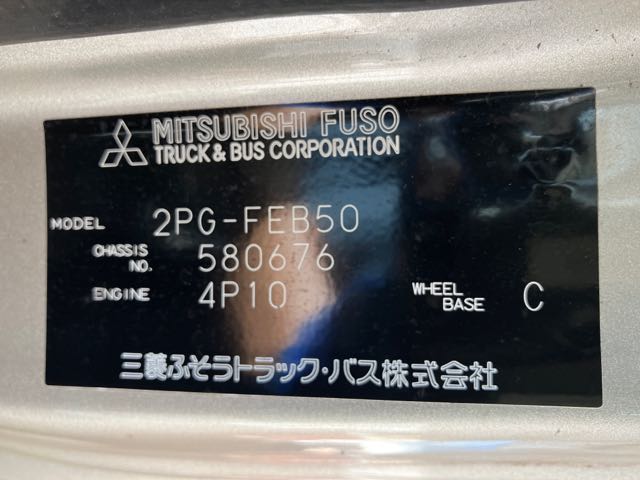 MITSUBISHI FUSO
TRUCK & BUS CORPORATION
MODEL 2PG-FEB50
CHASSIS NO. 580676
ENGINE 4P10 WHEEL BASE C
三菱ふそうトラック・バス株式会社